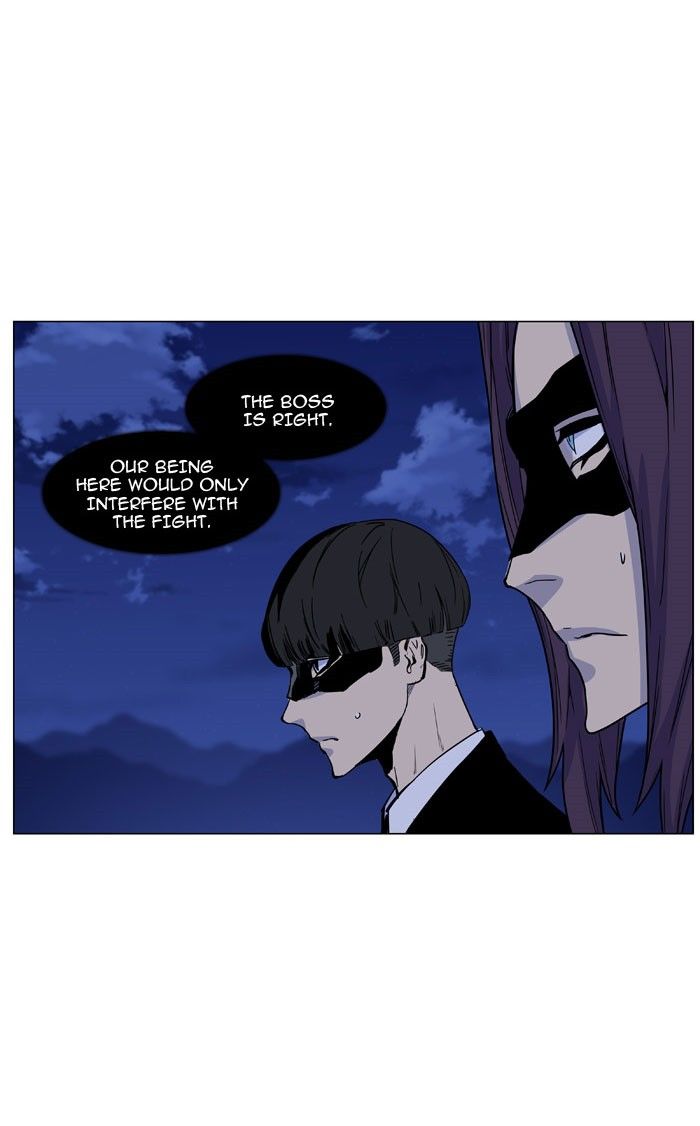 THE BOSS
IS RIGHT.
OUR BEING
HERE WOULD ONLY
INTERFERE WITH
THE FIGHT.